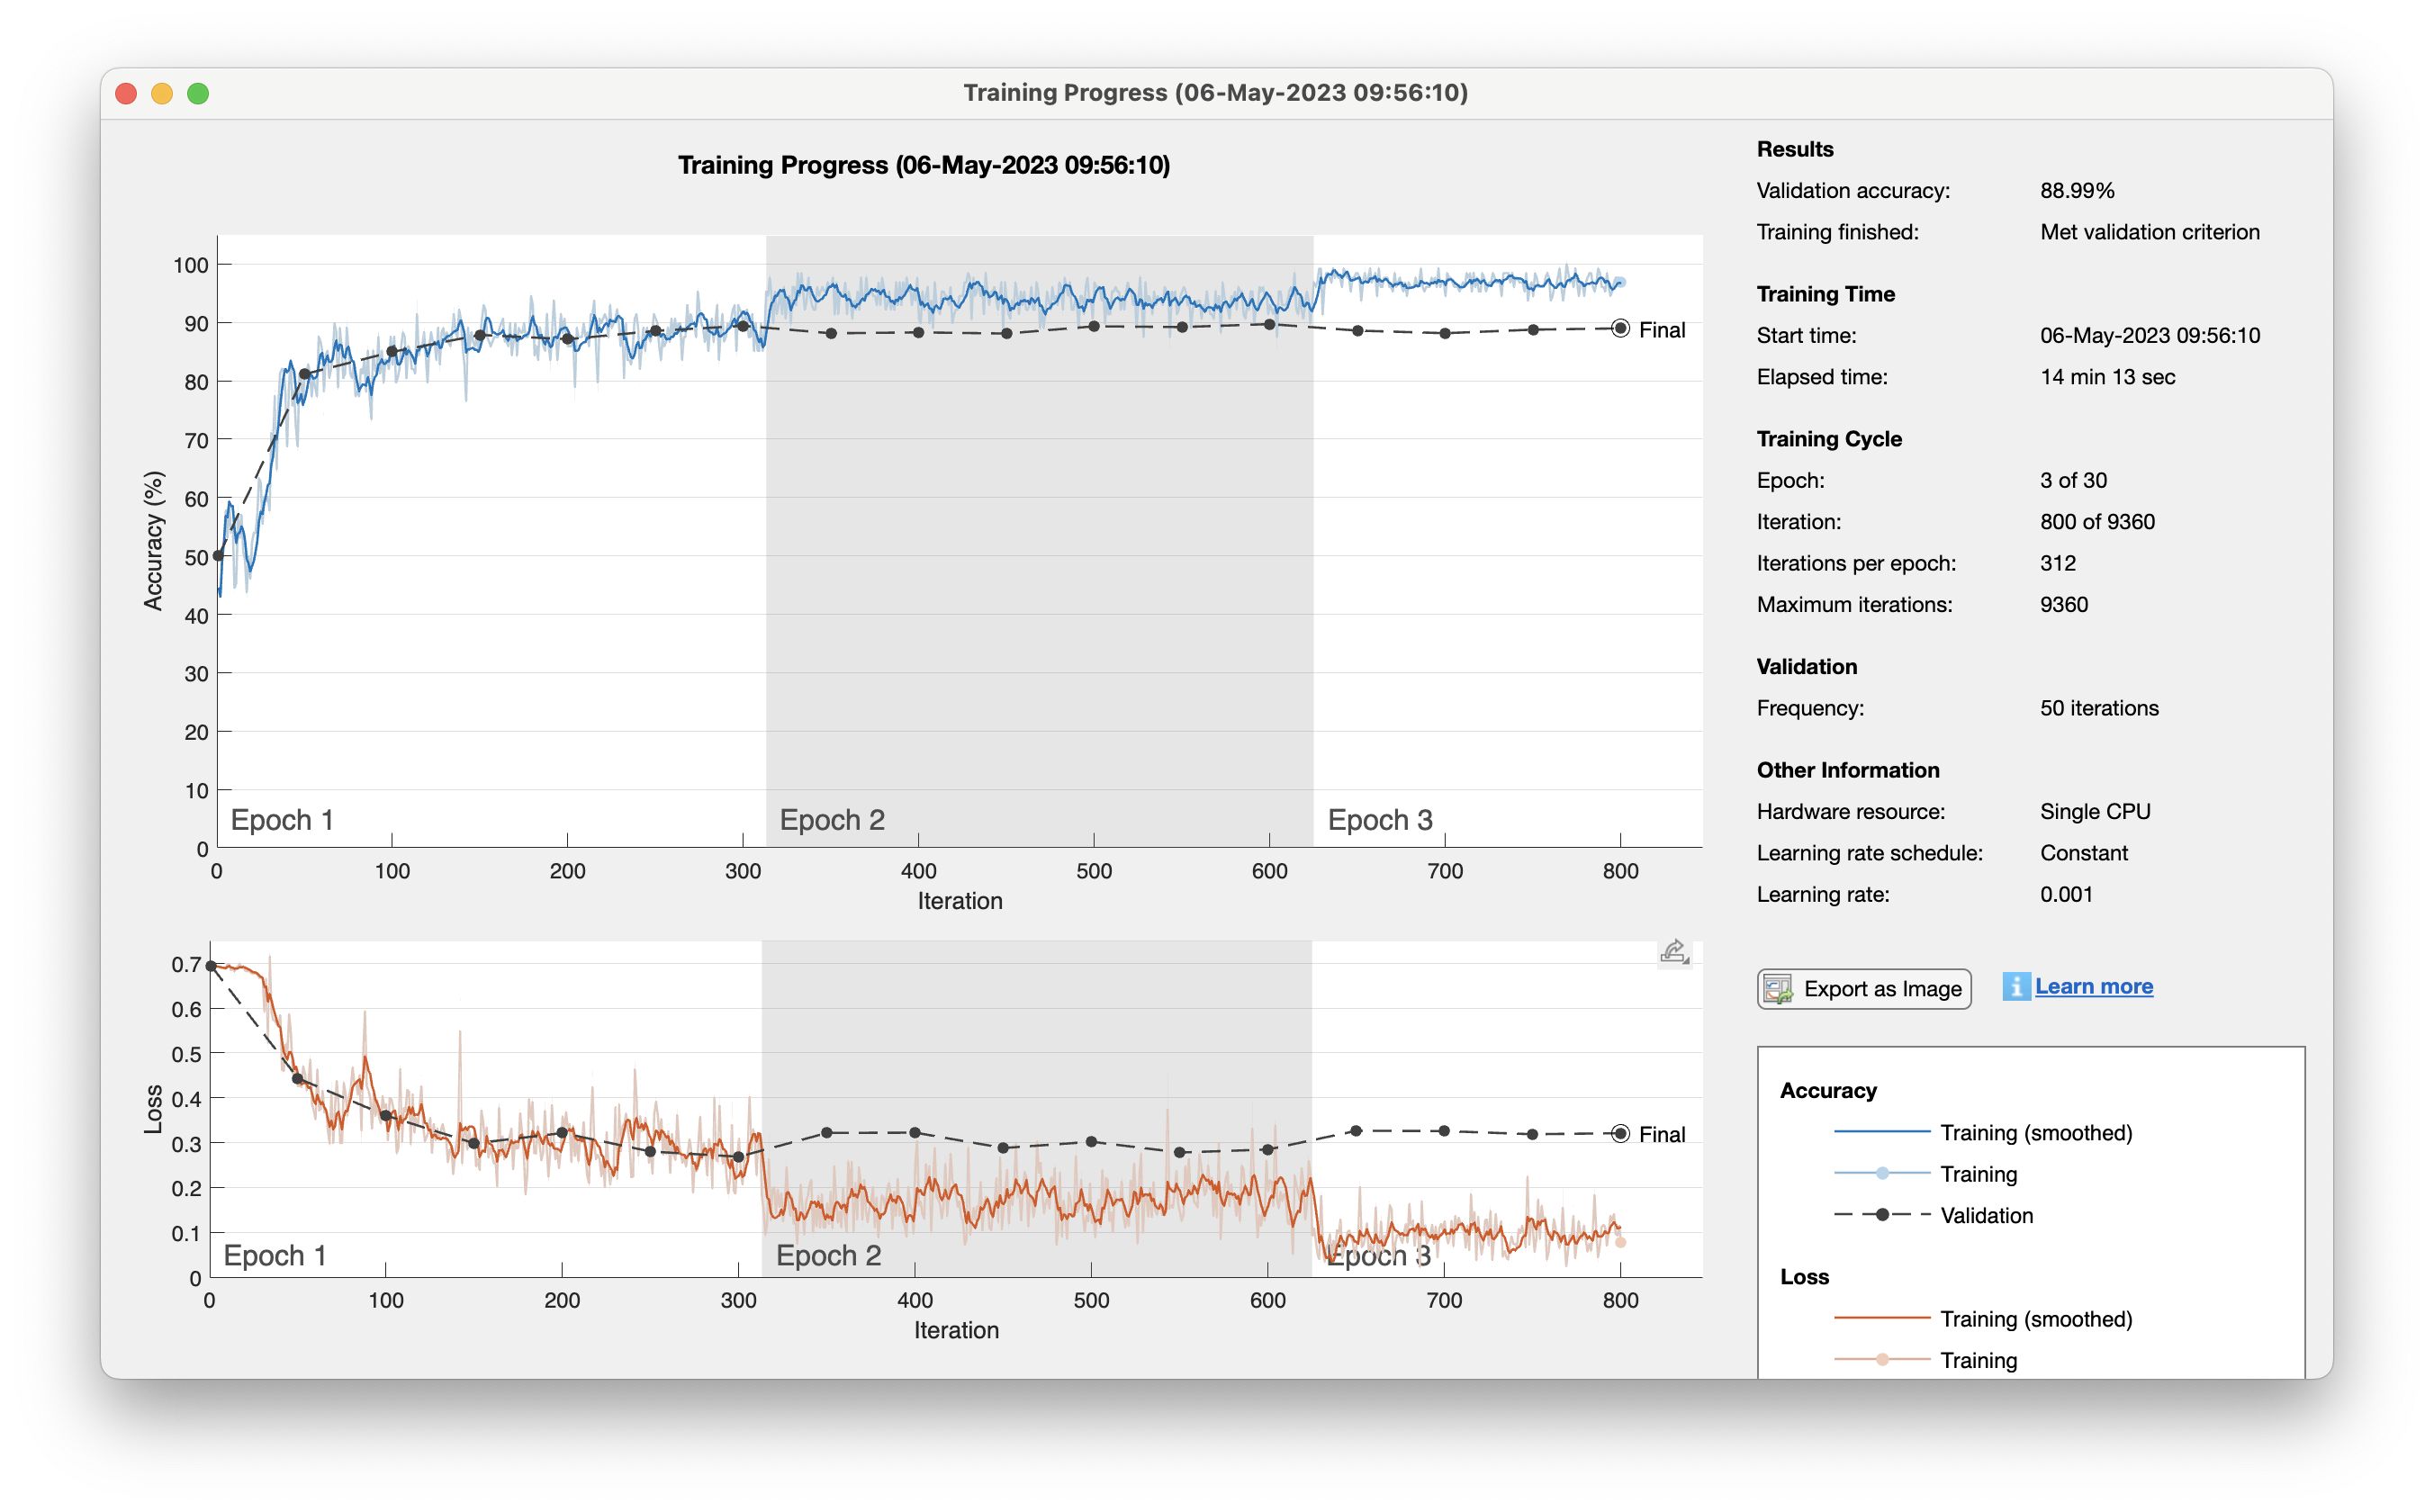 Training Progress (06-May-2023 09:56:10)
Training Progress (06-May-2023 09:56:10)
100
90
80
70
60
50
40
30
20
10
0
Accuracy (%)
Epoch 1
Epoch 2
Epoch 3
Final
0 100 200 300 400 500 600 700 800
Iteration
0.7
0.6
0.5
0.4
0.3
0.2
0.1
0
Loss
Epoch 1
Epoch 2
Epoch 3
Final
0 100 200 300 400 500 600 700 800
Iteration
Results
Validation accuracy: 88.99%
Training finished: Met validation criterion
Training Time
Start time: 06-May-2023 09:56:10
Elapsed time: 14 min 13 sec
Training Cycle
Epoch: 3 of 30
Iteration: 800 of 9360
Iterations per epoch: 312
Maximum iterations: 9360
Validation
Frequency: 50 iterations
Other Information
Hardware resource: Single CPU
Learning rate schedule: Constant
Learning rate: 0.001
Export as Image
i Learn more
Accuracy
Training (smoothed)
Training
Validation
Loss
Training (smoothed)
Training